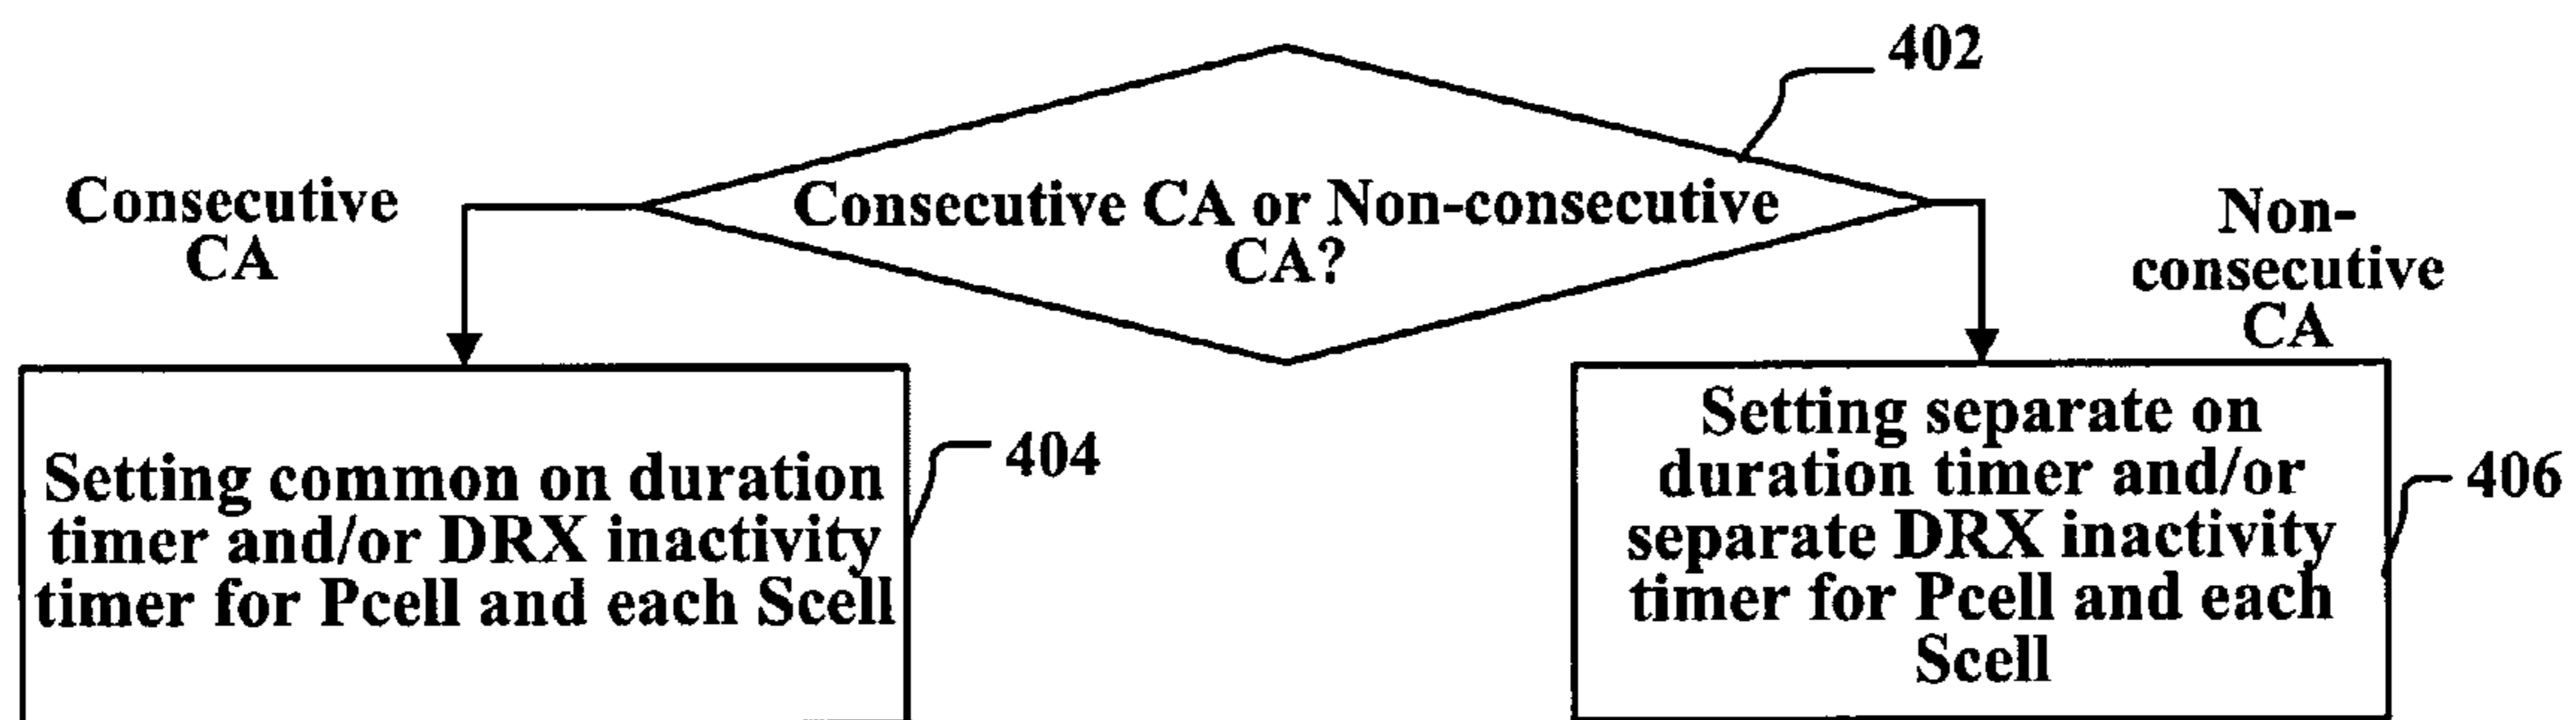 402
Consecutive
CA
Consecutive CA or Non-consecutive
CA?
Non-
consecutive
CA
Setting common on duration
timer and/or DRX inactivity
timer for Pcell and each Scell
404
Setting separate on
duration timer and/or
separate DRX inactivity
timer for Pcell and each
Scell
406